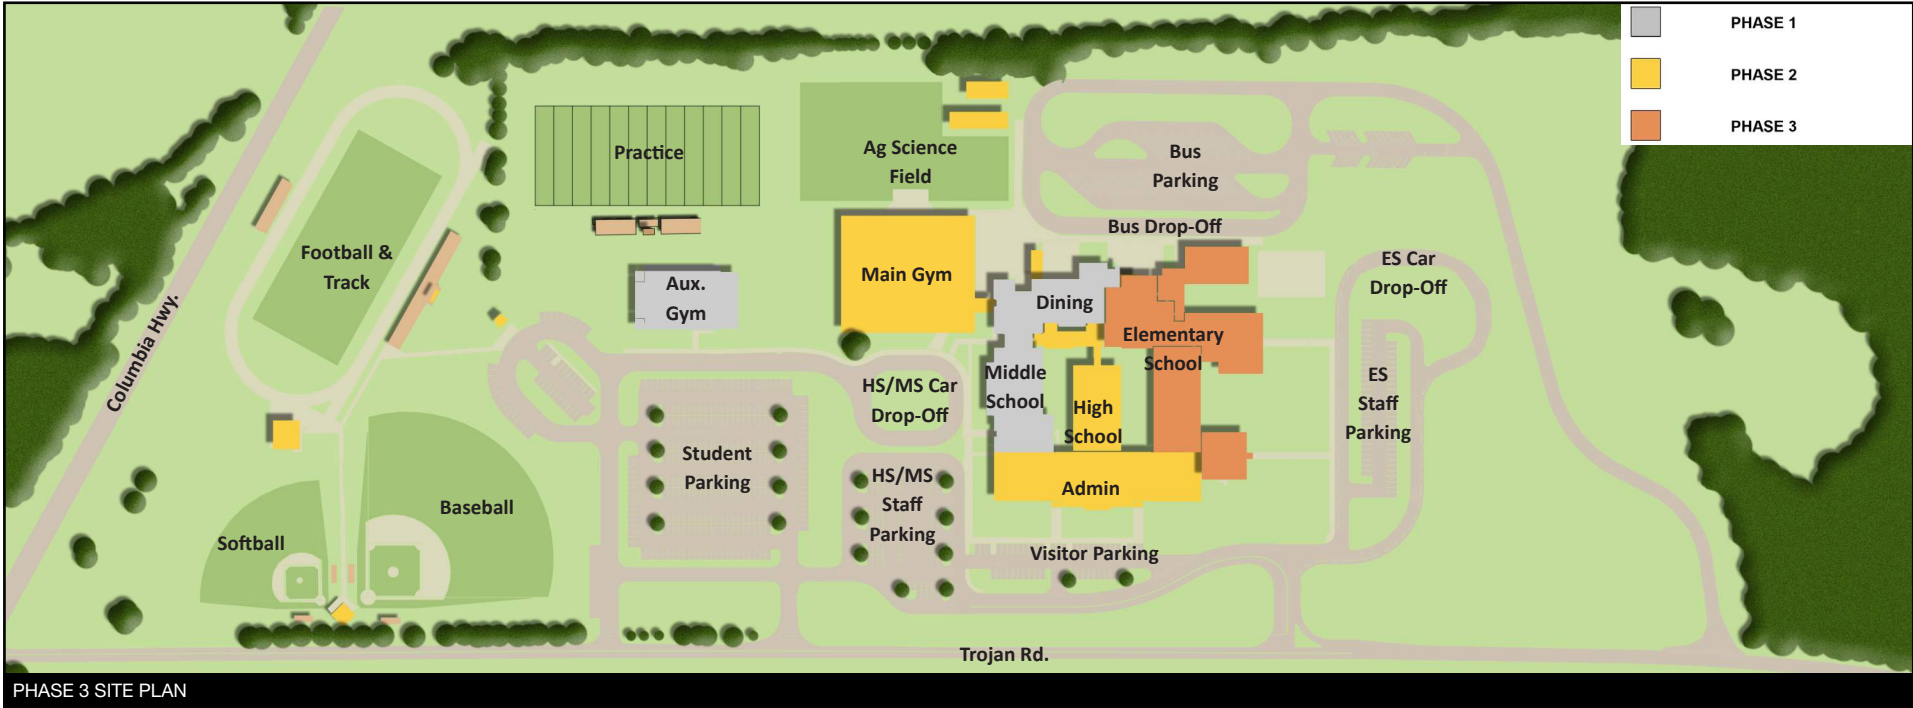 PHASE 1
PHASE 2
PHASE 3
Practice
Ag Science
Field
Bus
Parking
Bus Drop-Off
Football &
Track
Columbia Hwy.
Aux.
Gym
Main Gym
Dining
Elementary
School
ES Car
Drop-Off
Middle
School
High
School
HS/MS Car
Drop-Off
ES
Staff
Parking
Student
Parking
HS/MS
Staff
Parking
Admin
Baseball
Softball
Visitor Parking
Trojan Rd.
PHASE 3 SITE PLAN